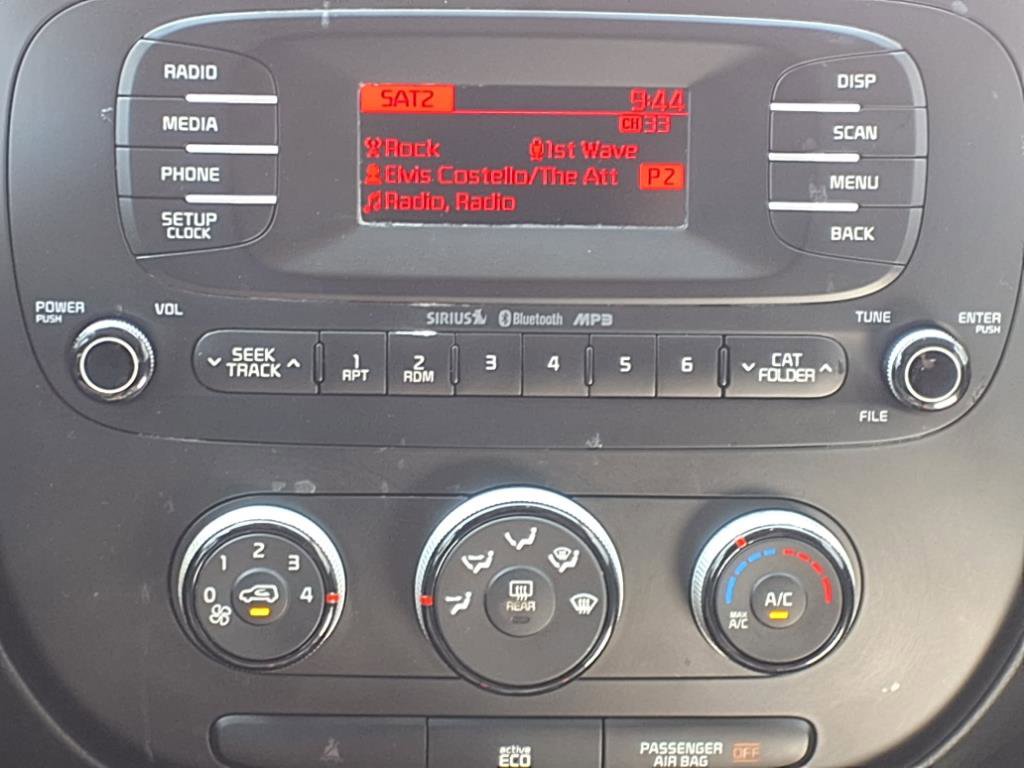 RADIO
MEDIA
PHONE
SETUP
CLOCK
SAT2 9:44
CH 33
Rock 1st Wave
Elvis Costello/The Att P2
Radio, Radio
DISP
SCAN
MENU
BACK
POWER
PUSH
VOL
SIRIUS Bluetooth MP3
TUNE
ENTER
PUSH
SEEK
TRACK
1
RPT
2
RDM
3
4
5
6
CAT
FOLDER
FILE
0 1 2 3 4
REAR
MAX
A/C
A/C
active
ECO
PASSENGER
AIR BAG
OFF